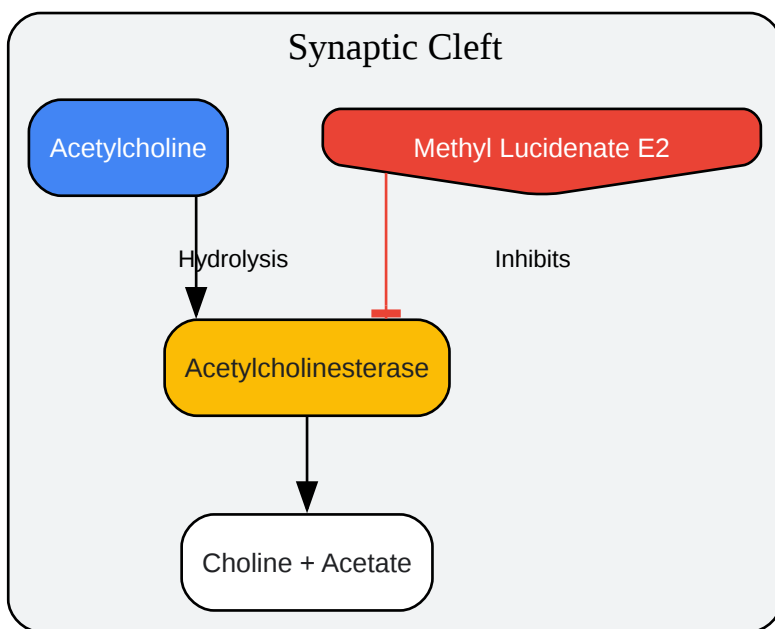 Synaptic Cleft
Acetylcholine
Methyl Lucidenate E2
Hydrolysis
Inhibits
Acetylcholinesterase
Choline + Acetate